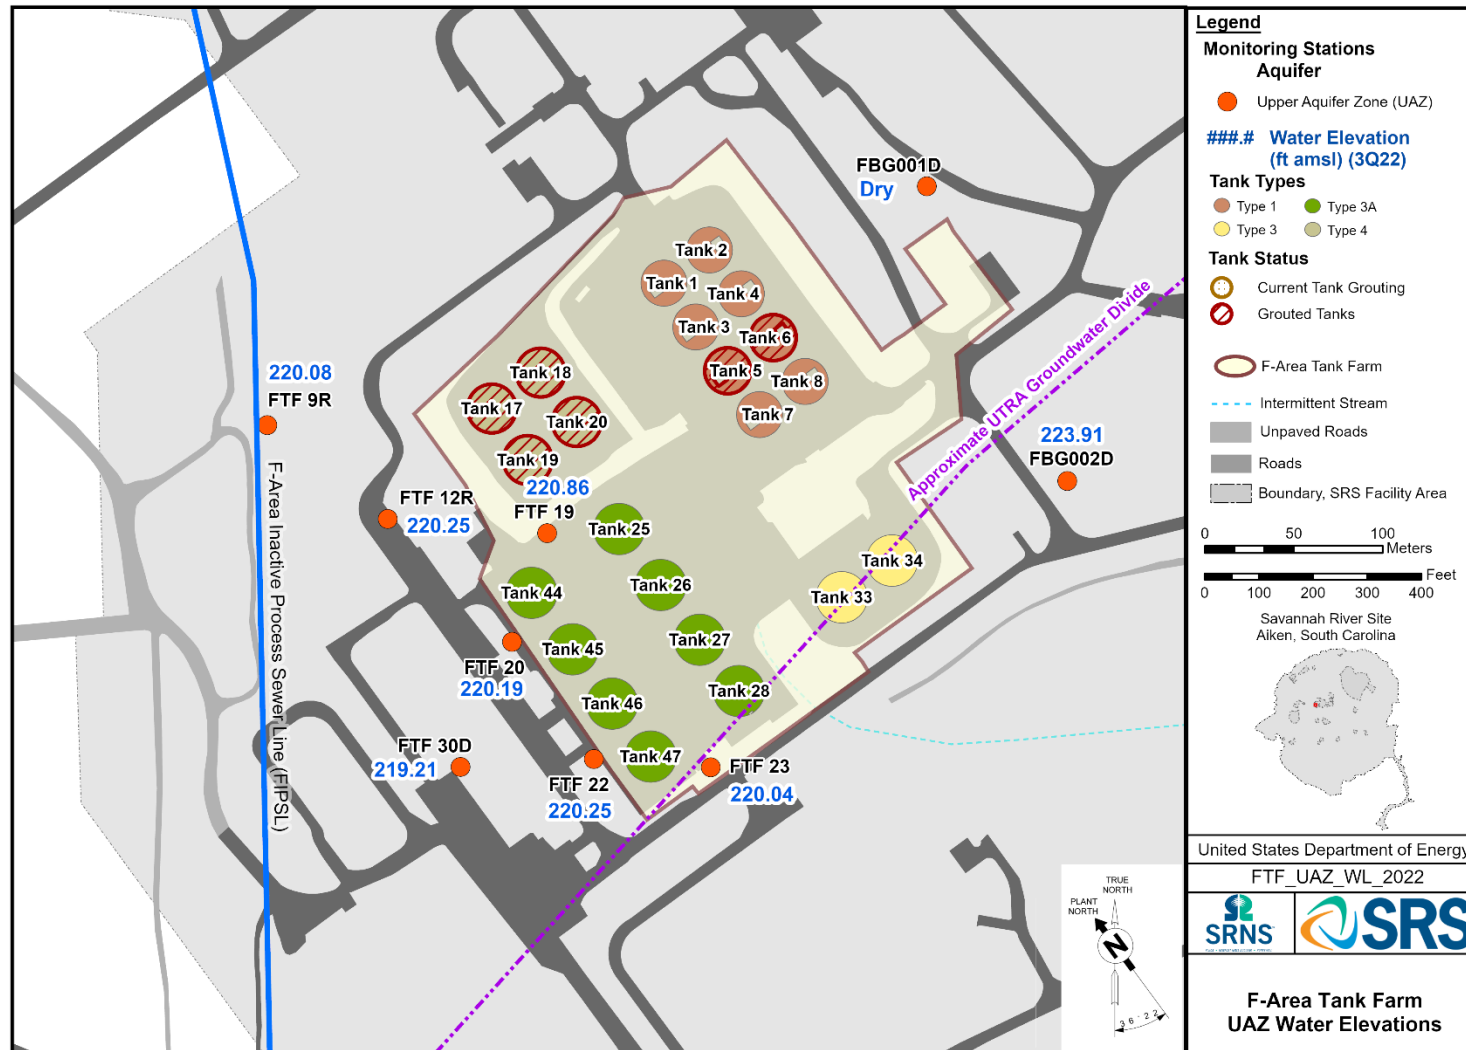 FBG001D
Dry
Tank 2
Tank 1
Tank 4
Tank 3
Tank 6
Tank 5
Tank 8
Tank 7
Approximate UTRA Groundwater Divide
220.08
FTF 9R
Tank 18
Tank 17
Tank 20
Tank 19
223.91
FBG002D
220.86
FTF 19
FTF 12R
220.25
Tank 25
Tank 34
Tank 33
Tank 44
Tank 26
F-Area Inactive Process Sewer Line (FIPSL)
Tank 45
Tank 27
FTF 20
220.19
Tank 28
Tank 46
FTF 30D
219.21
Tank 47
FTF 22
220.25
FTF 23
220.04
TRUE
NORTH
PLANT
NORTH
N
36°22'
Legend
Monitoring Stations
Aquifer
Upper Aquifer Zone (UAZ)
###.# Water Elevation
(ft amsl) (3Q22)
Tank Types
Type 1 Type 3A
Type 3 Type 4
Tank Status
Current Tank Grouting
Grouted Tanks
F-Area Tank Farm
Intermittent Stream
Unpaved Roads
Roads
Boundary, SRS Facility Area
0 50 100
Meters
Feet
0 100 200 300 400
Savannah River Site
Aiken, South Carolina
United States Department of Energy
FTF_UAZ_WL_2022
SRNS
SRS
F-Area Tank Farm
UAZ Water Elevations